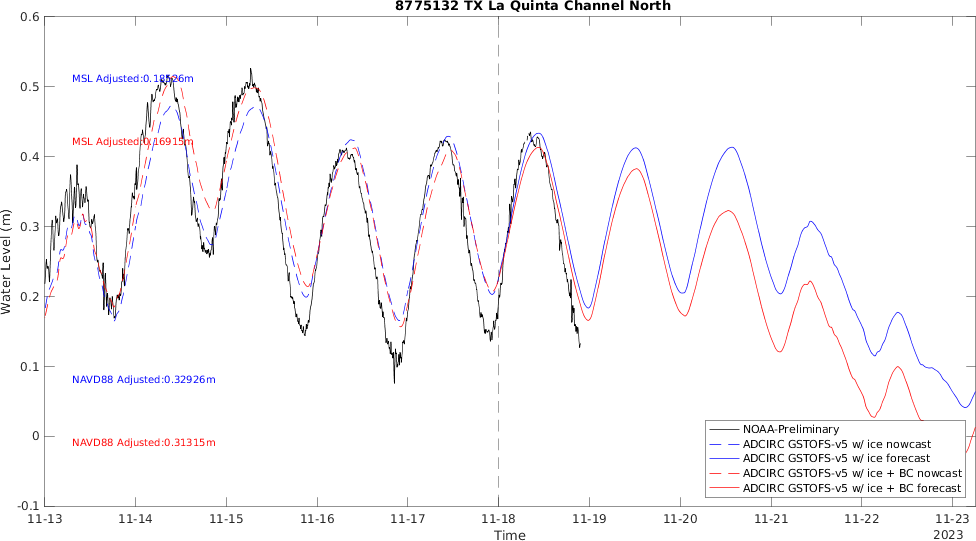 8775132 TX La Quinta Channel North
0.6
0.5
0.4
0.3
0.2
0.1
0
-0.1
Water Level (m)
MSL Adjusted:0.18526m
MSL Adjusted:0.16915m
NAVD88 Adjusted:0.32926m
NAVD88 Adjusted:0.31315m
NOAA-Preliminary
ADCIRC GSTOFS-v5 w/ ice nowcast
ADCIRC GSTOFS-v5 w/ ice forecast
ADCIRC GSTOFS-v5 w/ ice + BC nowcast
ADCIRC GSTOFS-v5 w/ ice + BC forecast
11-13 11-14 11-15 11-16 11-17 11-18 11-19 11-20 11-21 11-22 11-23
Time
2023